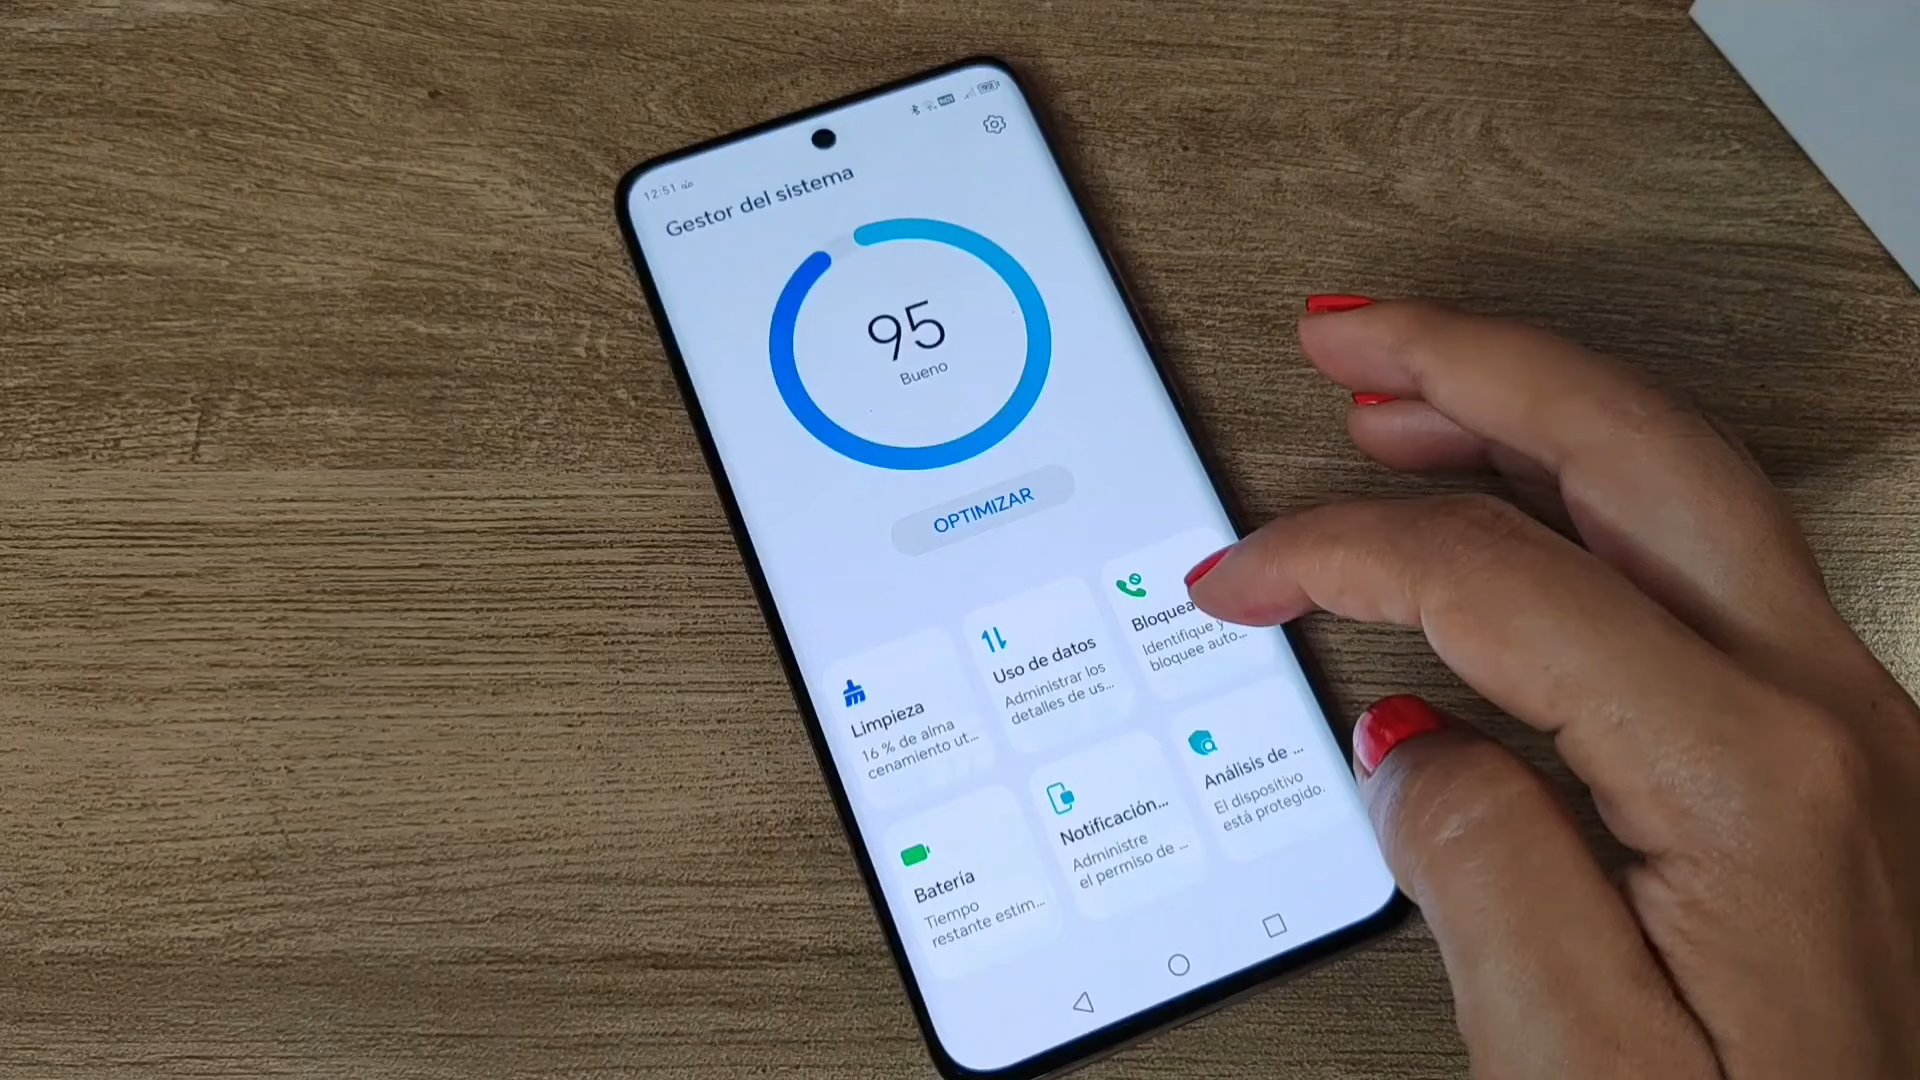 12:51
Gestor del sistema
95
Bueno
OPTIMIZAR
Limpieza
16 % de alma
cenamiento ut...
Uso de datos
Administrar los
detalles de us...
Bloquea
Identifique y
bloquee auto...
Batería
Tiempo
restante estim...
Notificación...
Administre
el permiso de ...
Análisis de ...
El dispositivo
está protegido.